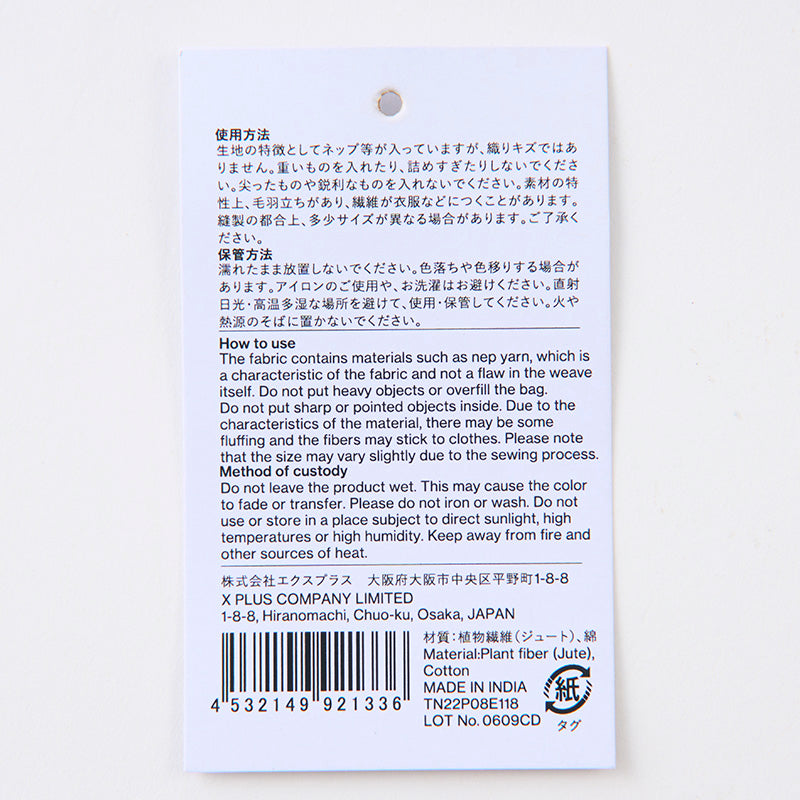 使用方法
生地の特徴としてネップ等が入っていますが、織りキズではあ
りません。重いものを入れたり、詰めすぎたりしないでくださ
い。尖ったものや鋭利なものを入れないでください。素材の特
性上、毛羽立ちがあり、繊維が衣服などにつくことがあります。
縫製の都合上、多少サイズが異なる場合があります。ご了承く
ださい。
保管方法
濡れたまま放置しないでください。色落ちや色移りする場合が
あります。アイロンのご使用や、お洗濯はお避けください。直射
日光・高温多湿な場所を避けて、使用・保管してください。火や
熱源のそばに置かないでください。
How to use
The fabric contains materials such as nep yarn, which is
a characteristic of the fabric and not a flaw in the weave
itself. Do not put heavy objects or overfill the bag.
Do not put sharp or pointed objects inside. Due to the
characteristics of the material, there may be some
fluffing and the fibers may stick to clothes. Please note
that the size may vary slightly due to the sewing process.
Method of custody
Do not leave the product wet. This may cause the color
to fade or transfer. Please do not iron or wash. Do not
use or store in a place subject to direct sunlight, high
temperatures or high humidity. Keep away from fire and
other sources of heat.
株式会社エクスプラス 大阪府大阪市中央区平野町1-8-8
X PLUS COMPANY LIMITED
1-8-8, Hiranomachi, Chuo-ku, Osaka, JAPAN
材質:植物繊維(ジュート)、綿
Material:Plant fiber (Jute),
Cotton
MADE IN INDIA
TN22P08E118
LOT No. 0609CD
紙
タグ
4 532149 921336